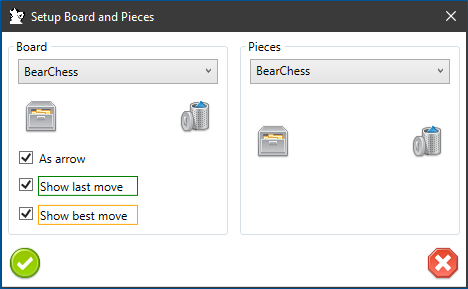 Setup Board and Pieces
Board
BearChess
As arrow
Show last move
Show best move
Pieces
BearChess